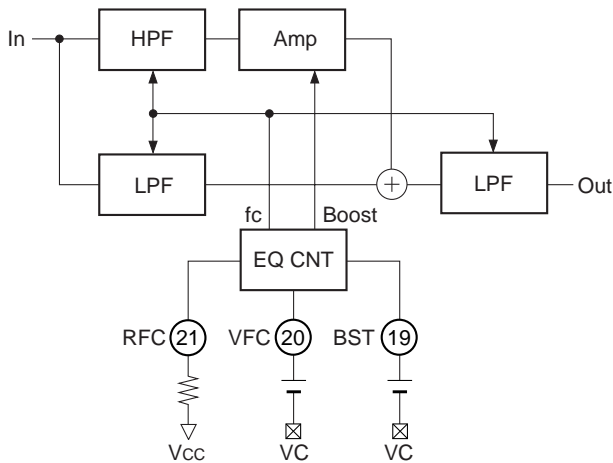 In HPF Amp
LPF LPF Out
fc Boost
EQ CNT
RFC 21 VFC 20 BST 19
VCC VC VC